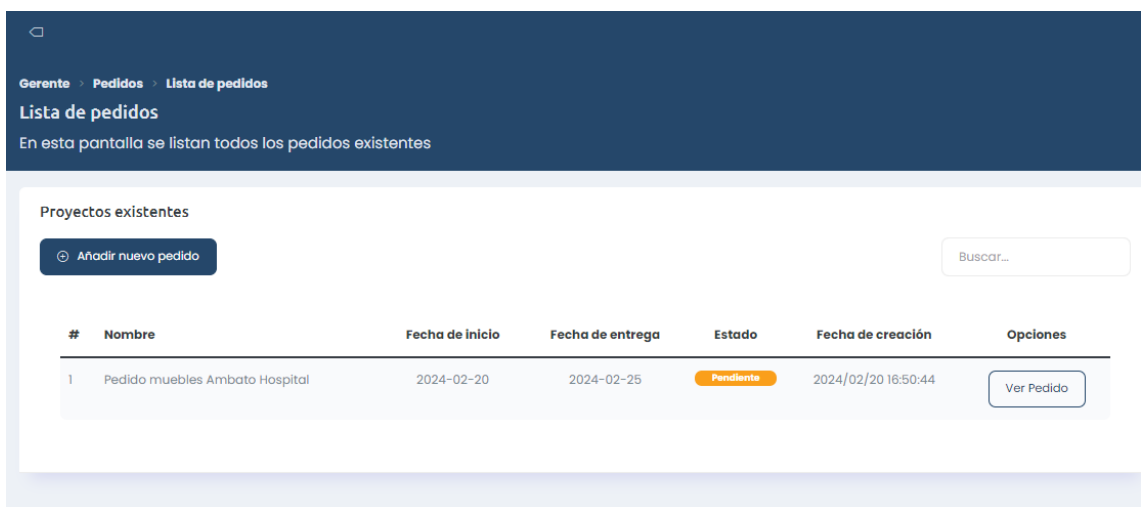 Gerente > Pedidos > Lista de pedidos
Lista de pedidos
En esta pantalla se listan todos los pedidos existentes
Proyectos existentes
Añadir nuevo pedido
Buscar...
# Nombre Fecha de inicio Fecha de entrega Estado Fecha de creación Opciones
1 Pedido muebles Ambato Hospital 2024-02-20 2024-02-25 Pendiente 2024/02/20 16:50:44 Ver Pedido